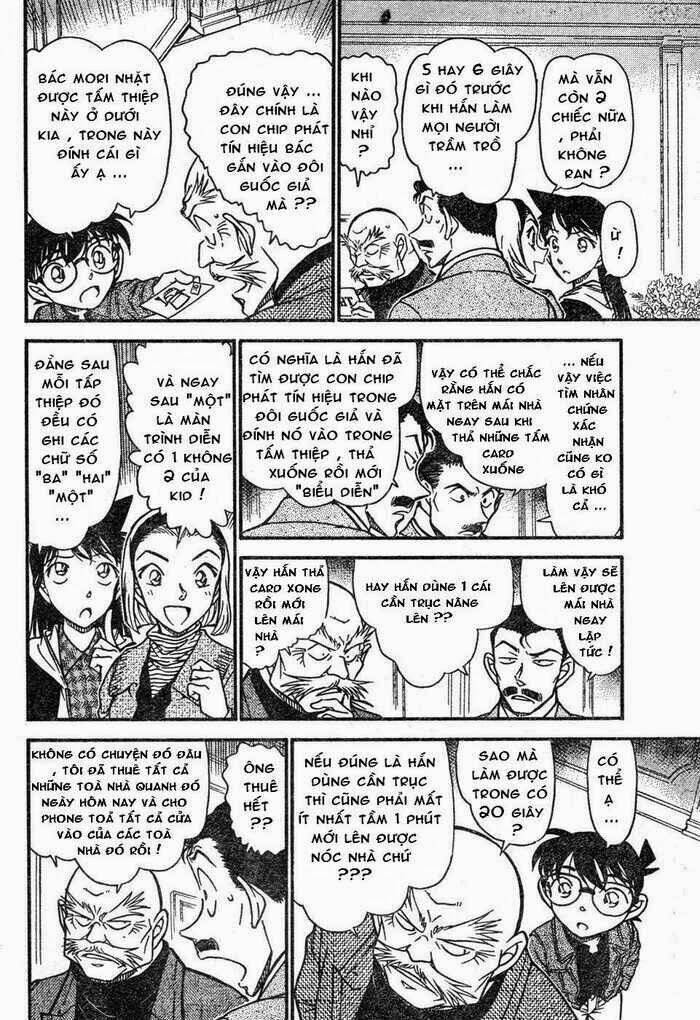 MÀ VẪN
CÒN 2
CHIẾC NỮA
, PHẢI
KHÔNG
RAN ?
5 HAY 6 GIÂY
GÌ ĐÓ TRƯỚC
KHI HẮN LÀM
MỌI NGƯỜI
TRẦM TRỒ
...
KHI
NÀO
VẬY
NHỈ
?
Ừ
!
ĐÚNG VẬY ...
ĐÂY CHÍNH LÀ
CON CHIP PHÁT
TÍN HIỆU BÁC
GẮN VÀO ĐÔI
GUỐC GIẢ
MÀ ??
BÁC MORI NHẶT
ĐƯỢC TẤM THIỆP
NÀY Ở DƯỚI
KIA , TRONG NÀY
ĐÍNH CÁI GÌ
ẤY Ạ ...
... NẾU
VẬY VIỆC
TÌM NHÂN
CHỨNG
XÁC
NHẬN
CŨNG KO
CÓ GÌ
LÀ KHÓ
CẢ ...
VẬY CÓ THỂ CHẮC
RẰNG HẮN CÓ
MẶT TRÊN MÁI NHÀ
NGAY SAU KHI
THẢ NHỮNG TẤM
CARD
XUỐNG
CÓ NGHĨA LÀ HẮN ĐÃ
TÌM ĐƯỢC CON CHIP
PHÁT TÍN HIỆU TRONG
ĐÔI GUỐC GIẢ VÀ
ĐÍNH NÓ VÀO TRONG
TẤM THIỆP , THẢ
XUỐNG RỒI MỚI
"BIỂU DIỄN"
VÀ NGAY
SAU "MỘT"
LÀ MÀN
TRÌNH DIỄN
CÓ 1 KHÔNG
2 CỦA
KID !
ĐẰNG SAU
MỖI TẤP
THIỆP ĐÓ
ĐỀU CÓ
GHI CÁC
CHỮ SỐ
"BA" "HAI"
"MỘT"
...
LÀM VẬY SẼ
LÊN ĐƯỢC
MÁI NHÀ
NGAY
LẬP
TỨC !
HAY HẮN DÙNG 1 CÁI
CẦN TRỤC NÂNG
LÊN ??
VẬY HẮN THẢ
CARD XONG
RỒI MỚI
LÊN MÁI
NHÀ
?
CÓ
THỂ
Ạ
...
SAO MÀ
LÀM ĐƯỢC
TRONG CÓ
20 GIÂY
?
NẾU ĐÚNG LÀ HẮN
DÙNG CẦN TRỤC
THÌ CŨNG PHẢI MẤT
ÍT NHẤT TẦM 1 PHÚT
MỚI LÊN ĐƯỢC
NÓC NHÀ CHỨ
???
ÔNG
THUÊ
HẾT
??
KHÔNG CÓ CHUYỆN ĐÓ ĐÂU
, TÔI ĐÃ THUÊ TẤT CẢ
NHỮNG TOÀ NHÀ QUANH ĐÓ
NGÀY HÔM NAY VÀ CHO
PHONG TOẢ TẤT CẢ CỬA
VÀO CỦA CÁC TOÀ
NHÀ ĐÓ RỒI !